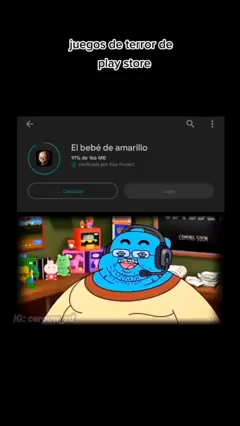 juegos de terror de
play store
El bebé de amarillo
91% de 166 MB
Verificada por Play Protect
Cancelar
Jugar
COMING SOON